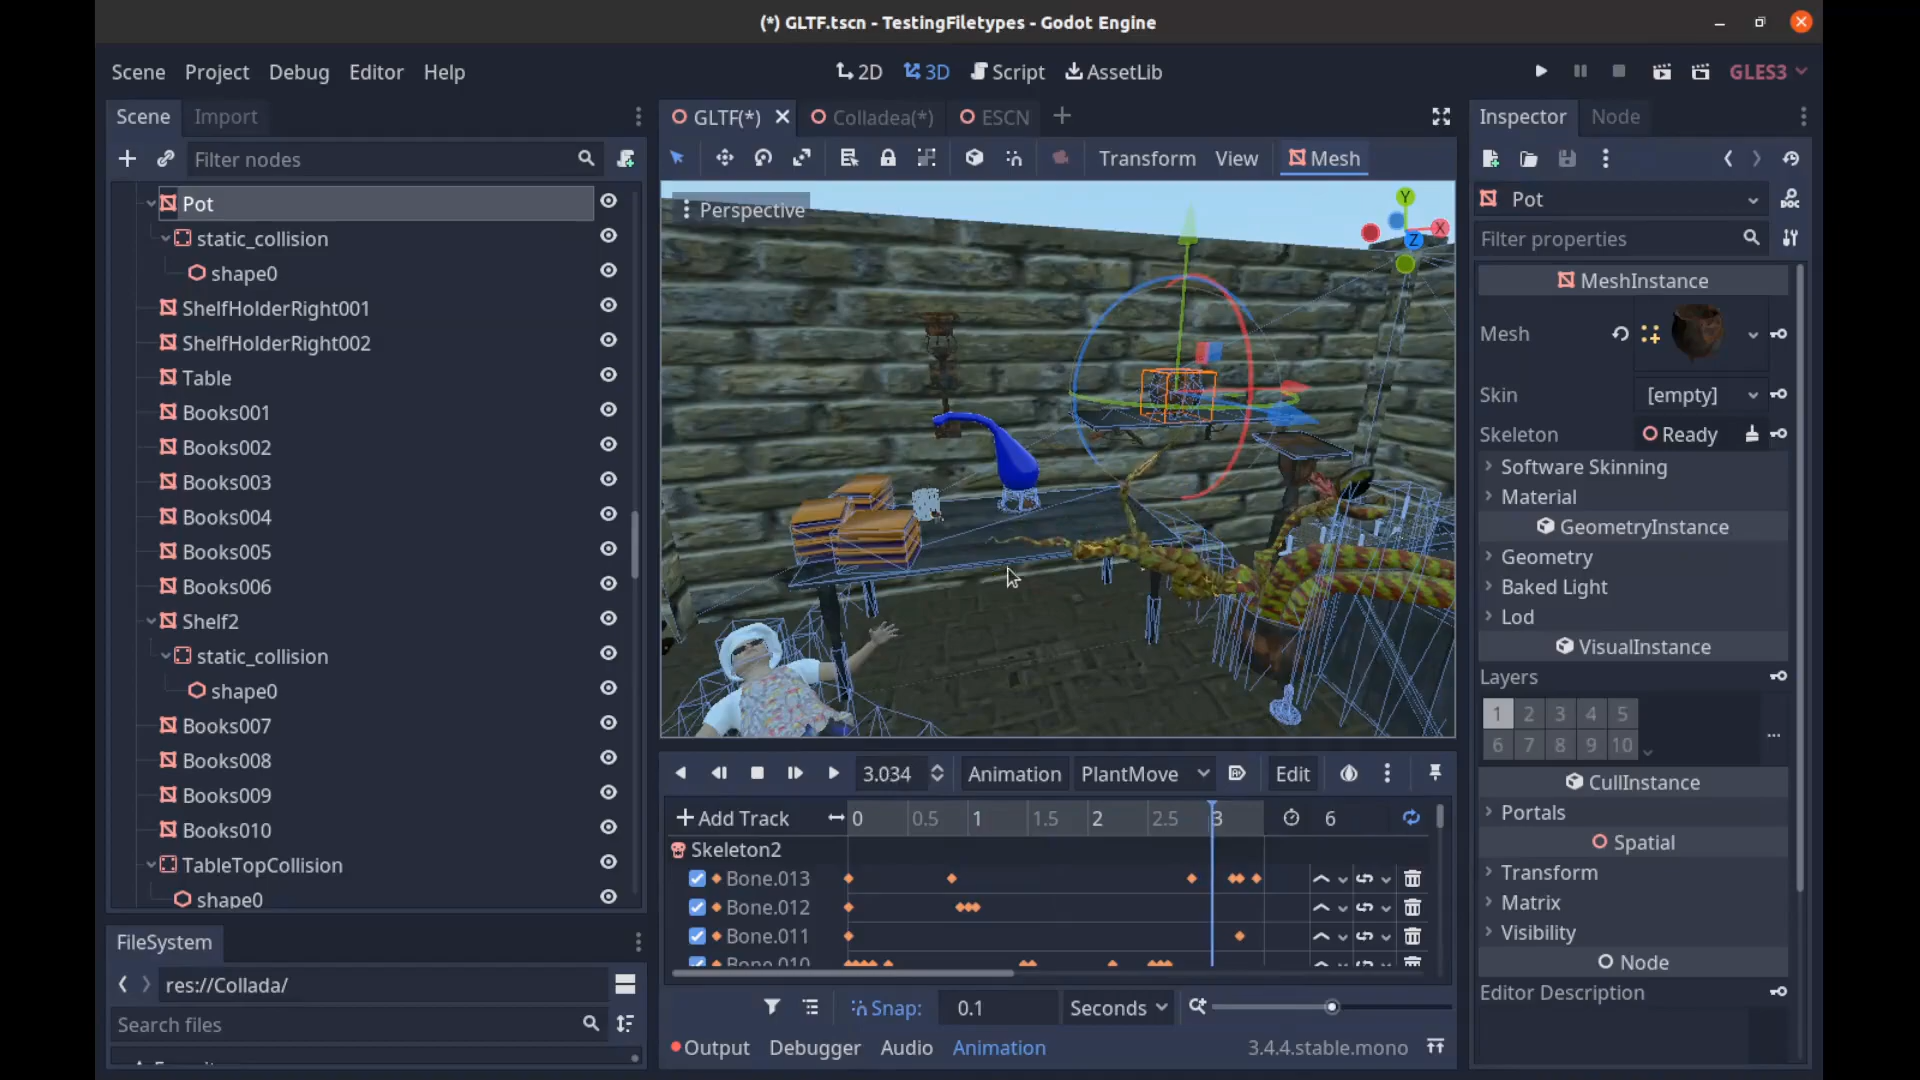 (*) GLTF.tscn - TestingFiletypes - Godot Engine
Scene Project Debug Editor Help
2D 3D Script AssetLib
GLES3
Scene Import
Filter nodes
Pot
static_collision
shape0
ShelfHolderRight001
ShelfHolderRight002
Table
Books001
Books002
Books003
Books004
Books005
Books006
Shelf2
static_collision
shape0
Books007
Books008
Books009
Books010
TableTopCollision
shape0
FileSystem
res://Collada/
Search files
GLTF(*) Colladea(*) ESCN
Transform View Mesh
Perspective
Y
X
Z
3.034 Animation PlantMove Edit
Add Track 0 0.5 1 1.5 2 2.5 3 6
Skeleton2
Bone.013
Bone.012
Bone.011
Bone.010
Snap: 0.1 Seconds
Output Debugger Audio Animation 3.4.4.stable.mono
Inspector Node
Pot
DOC
Filter properties
MeshInstance
Mesh
Skin [empty]
Skeleton Ready
Software Skinning
Material
GeometryInstance
Geometry
Baked Light
Lod
VisualInstance
Layers
1 2 3 4 5
6 7 8 9 10
CullInstance
Portals
Spatial
Transform
Matrix
Visibility
Node
Editor Description